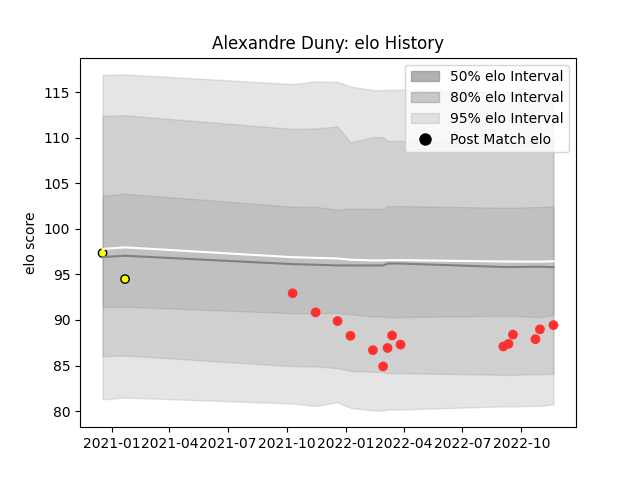 Alexandre Duny: elo History
50% elo Interval
80% elo Interval
95% elo Interval
Post Match elo
elo score
115
110
105
100
95
90
85
80
2021-01 2021-04 2021-07 2021-10 2022-01 2022-04 2022-07 2022-10